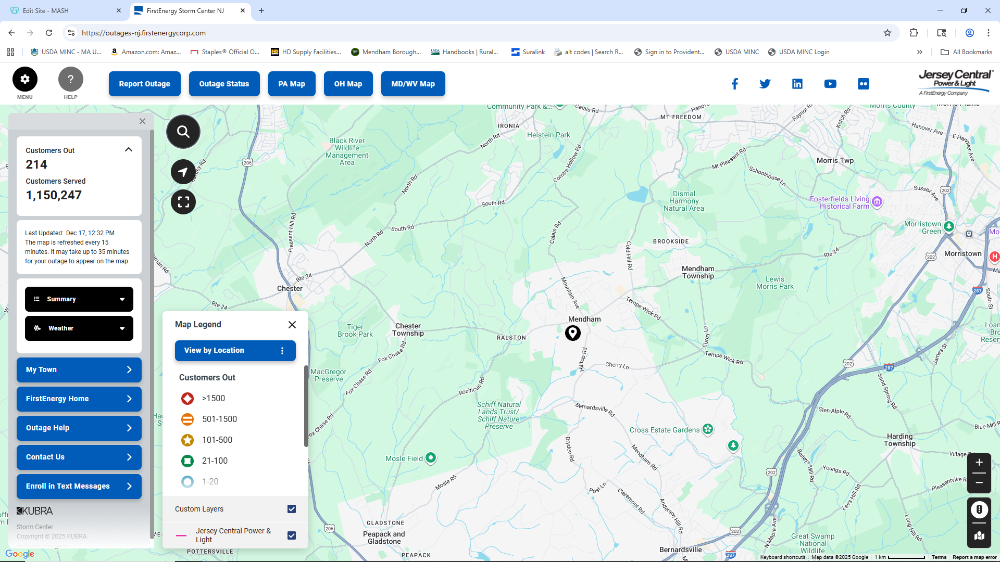 Edit Site - MASH
FirstEnergy Storm Center NJ
https://outages-nj.firstenergycorp.com
USDA MINC - MA U...
Amazon.com: Amaz...
Staples® Official O...
HD Supply Facilities...
Mendham Borough...
Handbooks | Rural...
Suralink
alt codes | Search R...
Sign in to Provident...
USDA MINC
USDA MINC Login
All Bookmarks
MENU
HELP
Report Outage
Outage Status
PA Map
OH Map
MD/WV Map
Jersey Central
Power & Light
A FirstEnergy Company
Customers Out
214
Customers Served
1,150,247
Last Updated: Dec 17, 12:32 PM
The map is refreshed every 15
minutes. It may take up to 35 minutes
for your outage to appear on the map.
Summary
Weather
My Town
FirstEnergy Home
Outage Help
Contact Us
Enroll in Text Messages
KUBRA
Storm Center
Copyright © 2025 KUBRA
Google
Map Legend
View by Location
Customers Out
>1500
501-1500
101-500
21-100
1-20
Custom Layers
Jersey Central Power &
Light
Community Park &...
Calais Rd
Hanove
MT FREEDOM
Raynor Rd
Ketch Rd
Morris County
Morris Plains
Hanover Ave
E Hanover Ave
IRONIA
Heistein Park
North Rd
Black River
Wildlife
Management
Area
206
Combs Hollow Rd
Mt Pleasant Rd
Schoolhouse Ln
Morris Twp
Sussex Ave
202
North Rd
South Rd
Dismal
Harmony
Natural Area
Fosterfields Living
Historical Farm
Morristown
Green
Mo
Pleasant Hill Rd
South Rd
North Rd
Calais Rd
Cold Hill Rd
BROOKSIDE
Rte 24
202
Morristown
H
Ma
Mendham
Township
Lewis
Morris Park
287
South St
Rte 24
Chester
Rte 24
Mountain Ave
Tempe Wick Rd
Mendham
Corey Ln
Tiger
Brook Park
Chester
Township
RALSTON
Loan
Bro
Reser
Fox Chase Rd
Hilltop Rd
Cherry Ln
Tempe Wick Rd
202
287
James St
MacGregor
Preserve
Fox Chase Rd
Roxiticus Rd
Sand Spring Rd
Schiff Natural
Lands Trust/
Schiff Nature
Preserve
Bernardsville Rd
Glen Alpin Rd
Fox Chase Rd
Cross Estate Gardens
Blue Mill R
Harding
Township
Dryden Rd
Mendham Rd
Mosle Field
Mosle Rd
Baileys Mill Rd
Village
Youngs Rd
202
Pleasantville R
Post Ln
Claremont Rd
Lees Hill Rd
Anderson Hill Rd
Long Hill Rd
GLADSTONE
206
Peapack and
Gladstone
N Maple Ave
202
Great Swamp
National
Wildlife
POTTERSVILLE
PEAPACK
Bernardsville
287
Keyboard shortcuts
Map data ©2025 Google
1 km
Terms
Report a map error